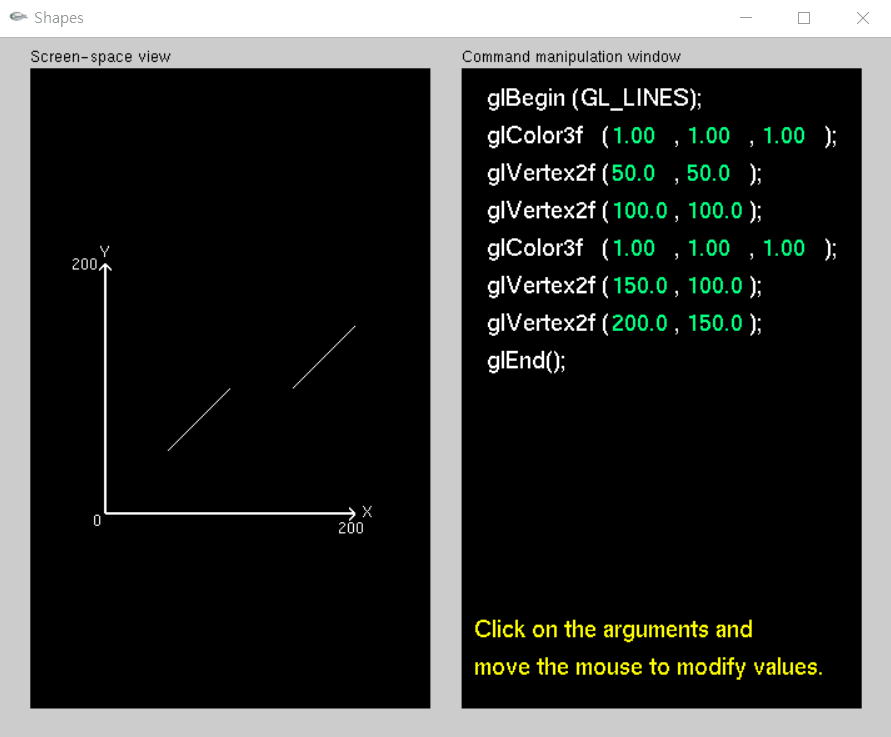 Shapes
Screen-space view
Y
200
0
X
200
Command manipulation window
glBegin (GL_LINES);
glColor3f ( 1.00 , 1.00 , 1.00 );
glVertex2f ( 50.0 , 50.0 );
glVertex2f ( 100.0 , 100.0 );
glColor3f ( 1.00 , 1.00 , 1.00 );
glVertex2f ( 150.0 , 100.0 );
glVertex2f ( 200.0 , 150.0 );
glEnd();
Click on the arguments and
move the mouse to modify values.